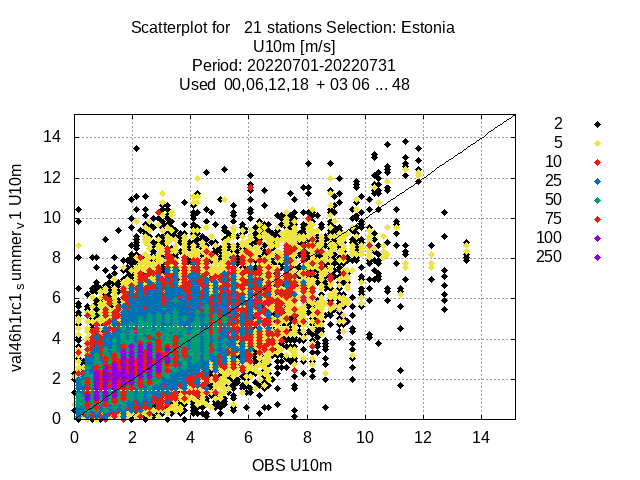 Scatterplot for 21 stations Selection: Estonia
U10m [m/s]
Period: 20220701-20220731
Used 00,06,12,18 + 03 06 ... 48
val46h1rc1 summerv1 U10m
14
12
10
8
6
4
2
0
0 2 4 6 8 10 12 14
OBS U10m
2
5
10
25
50
75
100
250